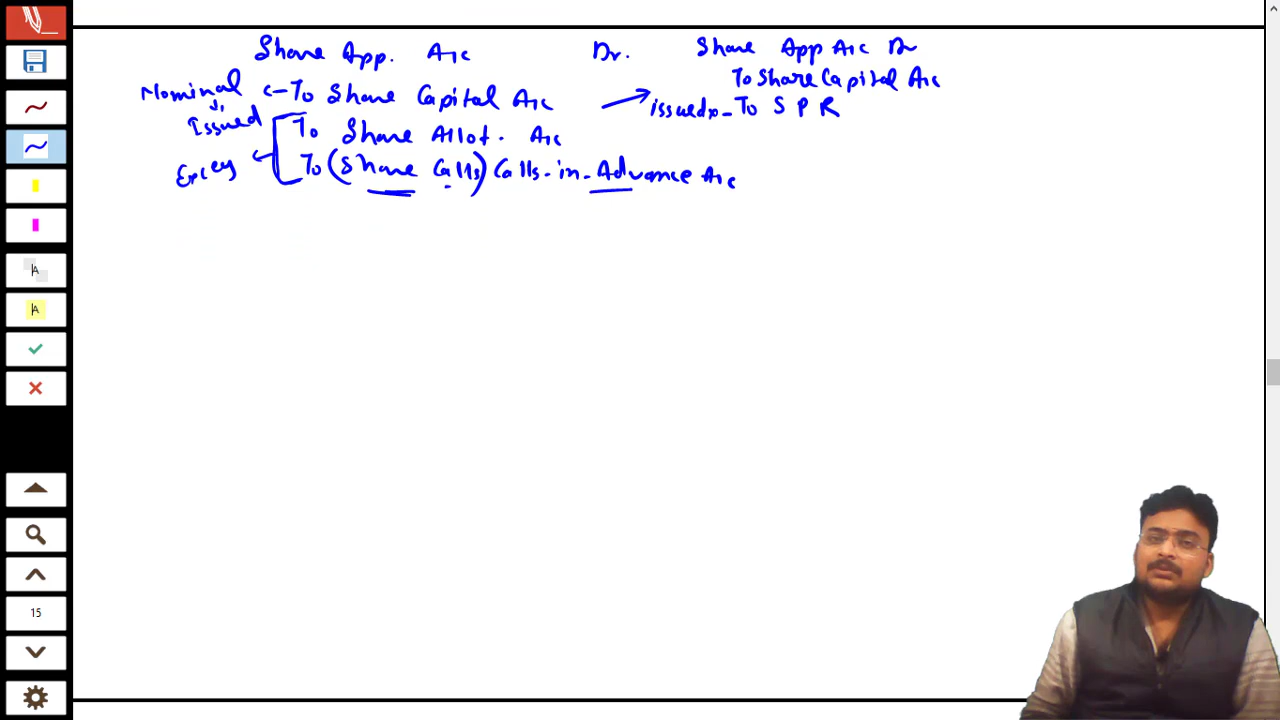 Share App. A/c Dr.
Nominal ← To Share Capital A/c
Issued To Share Allot. A/c
Excess To (Share Calls) Calls-in-Advance A/c
Share App A/c Dr
To Share Capital A/c
issued To S P R
A
A
15